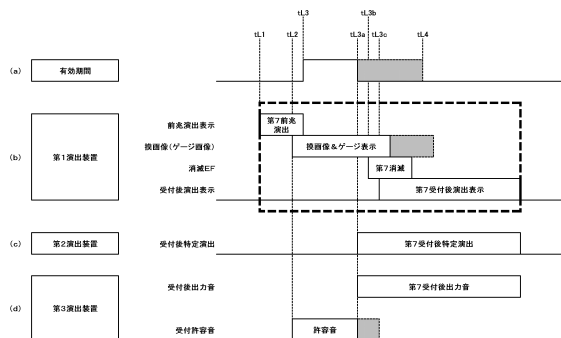 tL3 tL3b
tL1 tL2 tL3a tL3c tL4
(a) 有効期間
前兆演出表示 第7前兆
演出
(b) 第1演出装置 換画像(ゲージ画像) 換画像&ゲージ表示
消滅EF 第7消滅
受付後演出表示 第7受付後演出表示
(c) 第2演出装置 受付後特定演出 第7受付後特定演出
受付後出力音 第7受付後出力音
(d) 第3演出装置
受付許容音 許容音